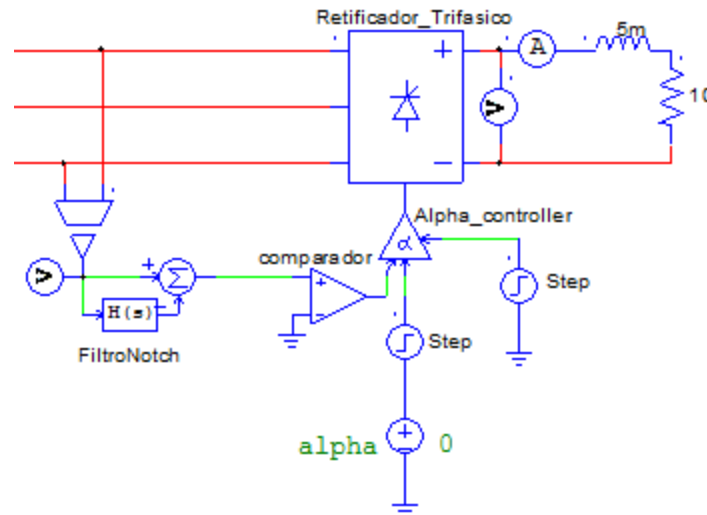 Retificador_Trifasico
5m
A
V
10
Alpha_controller
comparador
α
Step
V
Σ
H(s)
FiltroNotch
Step
alpha 0